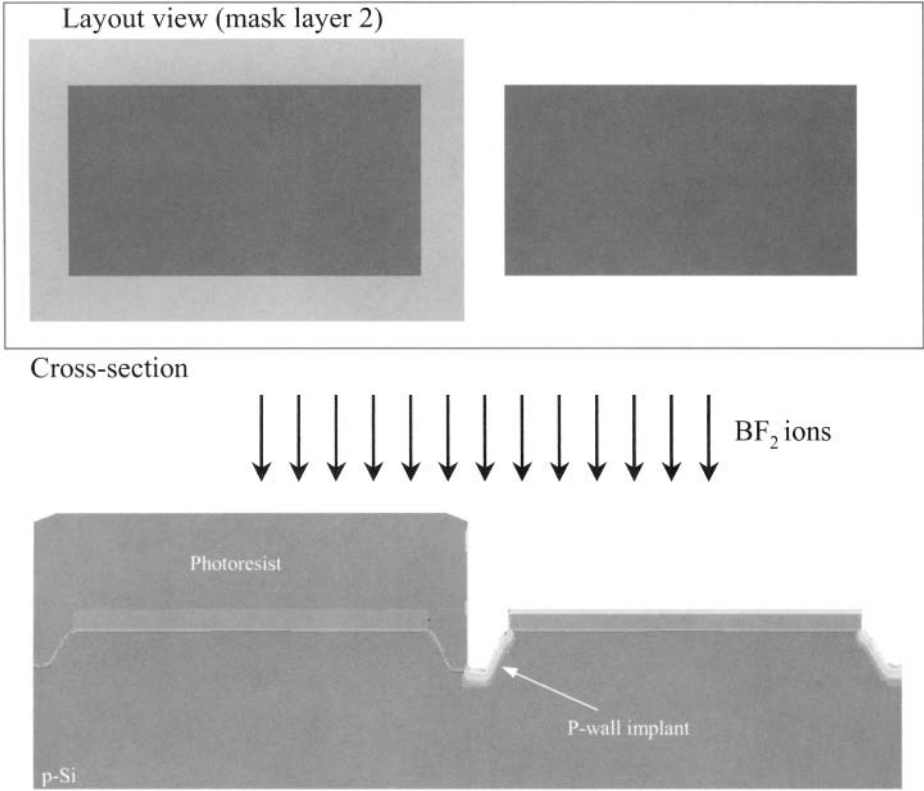 Layout view (mask layer 2)
Cross-section
BF₂ ions
Photoresist
P-wall implant
p-Si